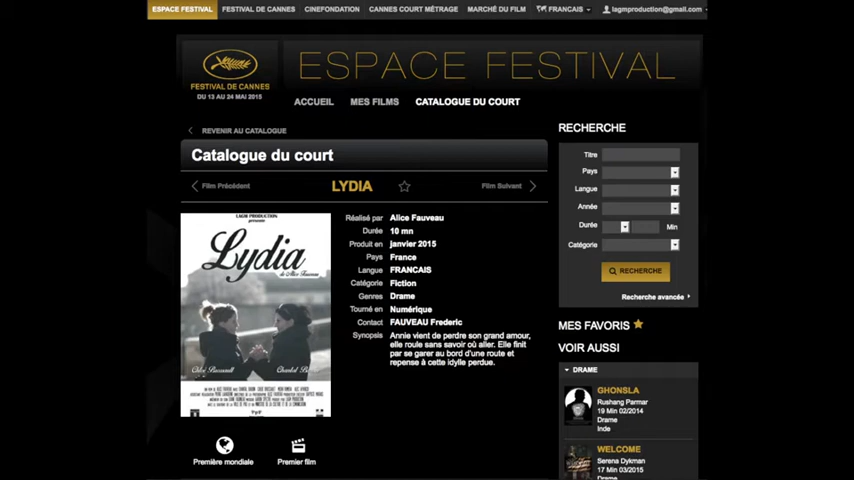 ESPACE FESTIVAL FESTIVAL DE CANNES CINEFONDATION CANNES COURT MÉTRAGE MARCHÉ DU FILM FRANCAIS lagmproduction@gmail.com
FESTIVAL DE CANNES
DU 13 AU 24 MAI 2015
ESPACE FESTIVAL
ACCUEIL MES FILMS CATALOGUE DU COURT
REVENIR AU CATALOGUE
Catalogue du court
Film Précédent LYDIA Film Suivant
LAGM PRODUCTION
présente
Lydia
de Alice Fauveau
Réalisé par Alice Fauveau
Durée 10 mn
Produit en janvier 2015
Pays France
Langue FRANCAIS
Catégorie Fiction
Genres Drame
Tourné en Numérique
Contact FAUVEAU Frederic
Synopsis Annie vient de perdre son grand amour,
elle roule sans savoir où aller. Elle finit
par se garer au bord d'une route et
repense à cette idylle perdue.
Première mondiale
Premier film
RECHERCHE
Titre
Pays
Langue
Année
Durée Min
Catégorie
RECHERCHE
Recherche avancée
MES FAVORIS
VOIR AUSSI
DRAME
GHONSLA
Rushang Parmar
19 Min 02/2014
Drame
Inde
WELCOME
Serena Dykman
17 Min 03/2015
Drame